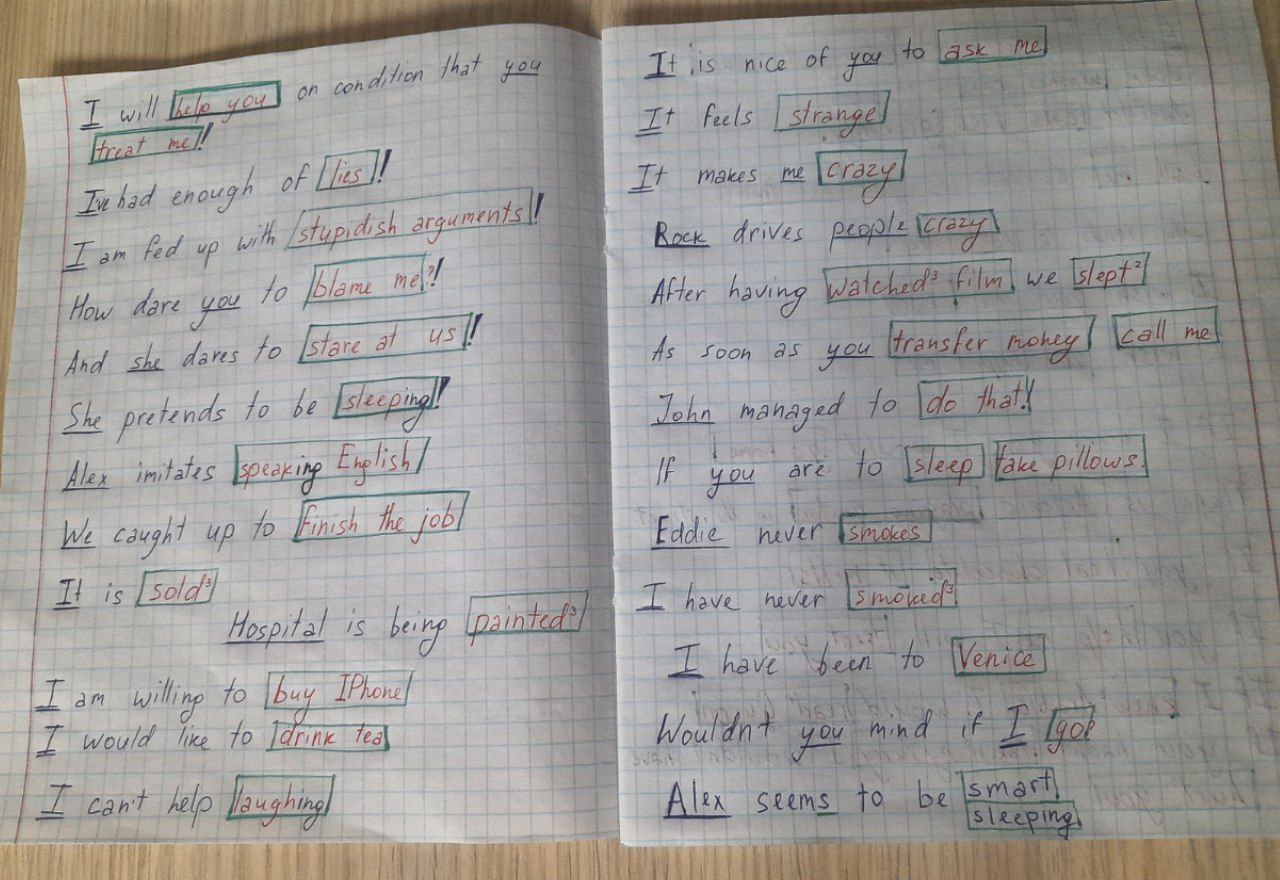 I will help you on condition that you
treat me!
I've had enough of lies!
I am fed up with stupidish arguments!
How dare you to blame me?!
And she dares to stare at us!
She pretends to be sleeping!
Alex imitates speaking English
We caught up to finish the job
It is sold³
Hospital is being painted³
I am willing to buy IPhone
I would like to drink tea
I can't help laughing
It is nice of you to ask me
It feels strange
It makes me crazy
Rock drives people crazy
After having watched³ film we slept²
As soon as you transfer money call me
John managed to do that!
If you are to sleep take pillows.
Eddie never smokes
I have never smoked³
I have been to Venice
Wouldn't you mind if I go?
Alex seems to be smart.
sleeping.